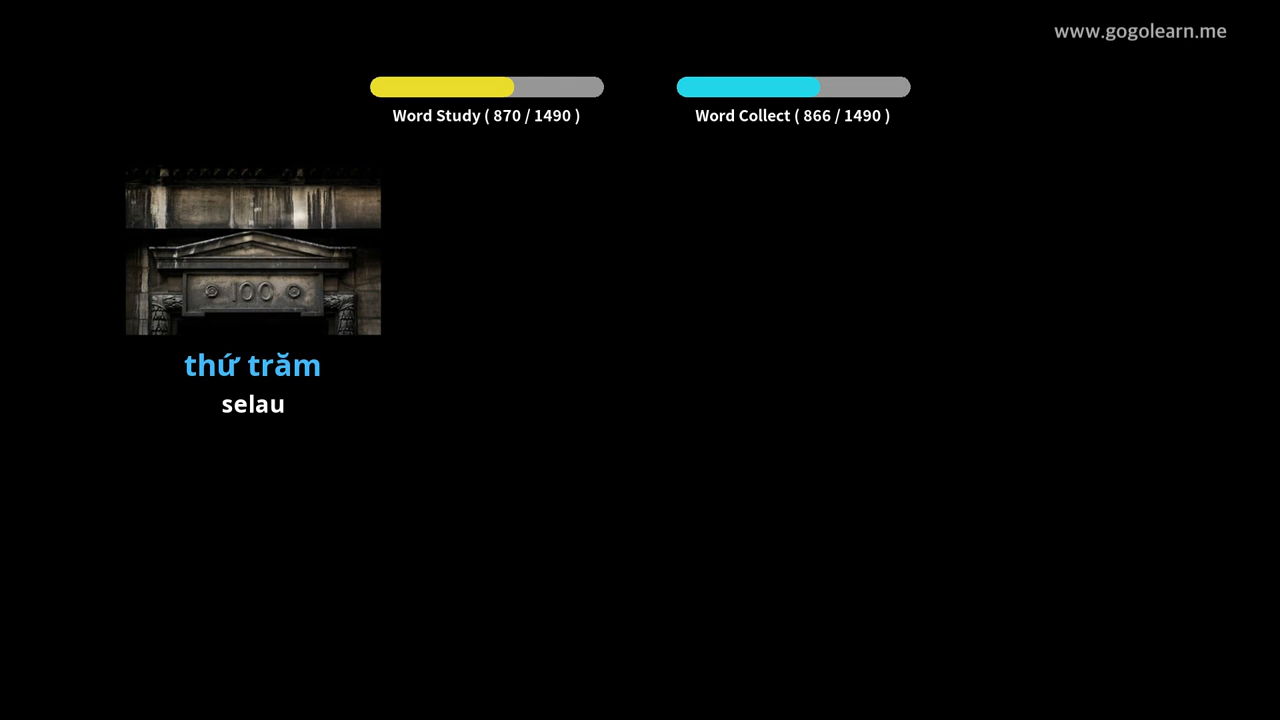 www.gogolearn.me
Word Study ( 870 / 1490 )
Word Collect ( 866 / 1490 )
100
thứ trăm
selau